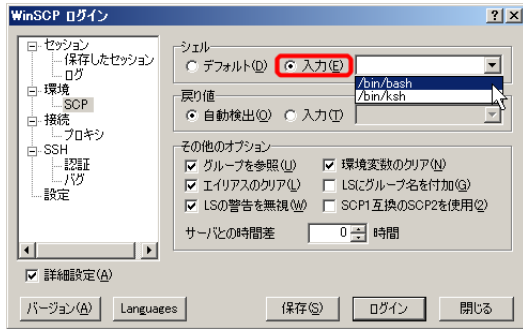 WinSCP ログイン
セッション
保存したセッション
ログ
環境
SCP
接続
プロキシ
SSH
認証
バグ
設定
詳細設定(A)
シェル
デフォルト(D) 入力(E)
/bin/bash
/bin/ksh
戻り値
自動検出(O) 入力(T)
その他のオプション
グループを参照(U) 環境変数のクリア(N)
エイリアスのクリア(L) LSにグループ名を付加(G)
LSの警告を無視(W) SCP1互換のSCP2を使用(2)
サーバとの時間差 0 時間
バージョン(A) Languages 保存(S) ログイン 閉じる